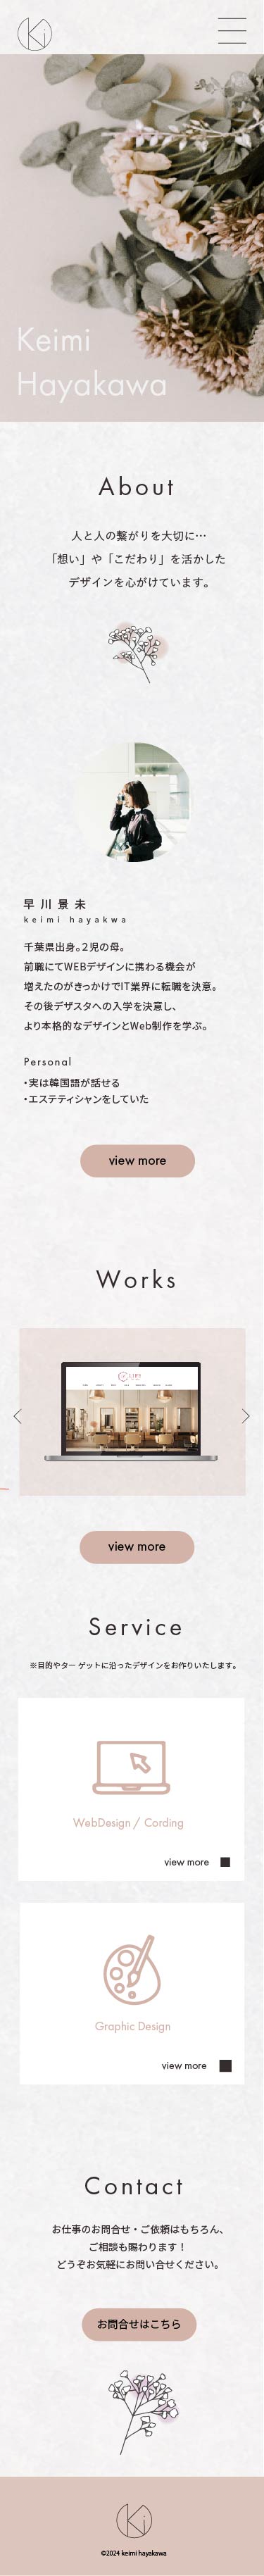 Ki
Keimi
Hayakawa
About
人と人の繋がりを大切に…
「想い」や「こだわり」を活かした
デザインを心がけています。
早川景未
keimi hayakwa
千葉県出身。2児の母。
前職にてWEBデザインに携わる機会が
増えたのがきっかけでIT業界に転職を決意。
その後デザスタへの入学を決意し、
より本格的なデザインとWeb制作を学ぶ。
Personal
・実は韓国語が話せる
・エステティシャンをしていた
view more
Works
view more
Service
※目的やター ゲットに沿ったデザインをお作りいたします。
WebDesign / Cording
view more
Graphic Design
view more
Contact
お仕事のお問合せ・ご依頼はもちろん、
ご相談も賜わります！
どうぞお気軽にお問い合せください。
お問合せはこちら
Ki
©2024 keimi hayakawa